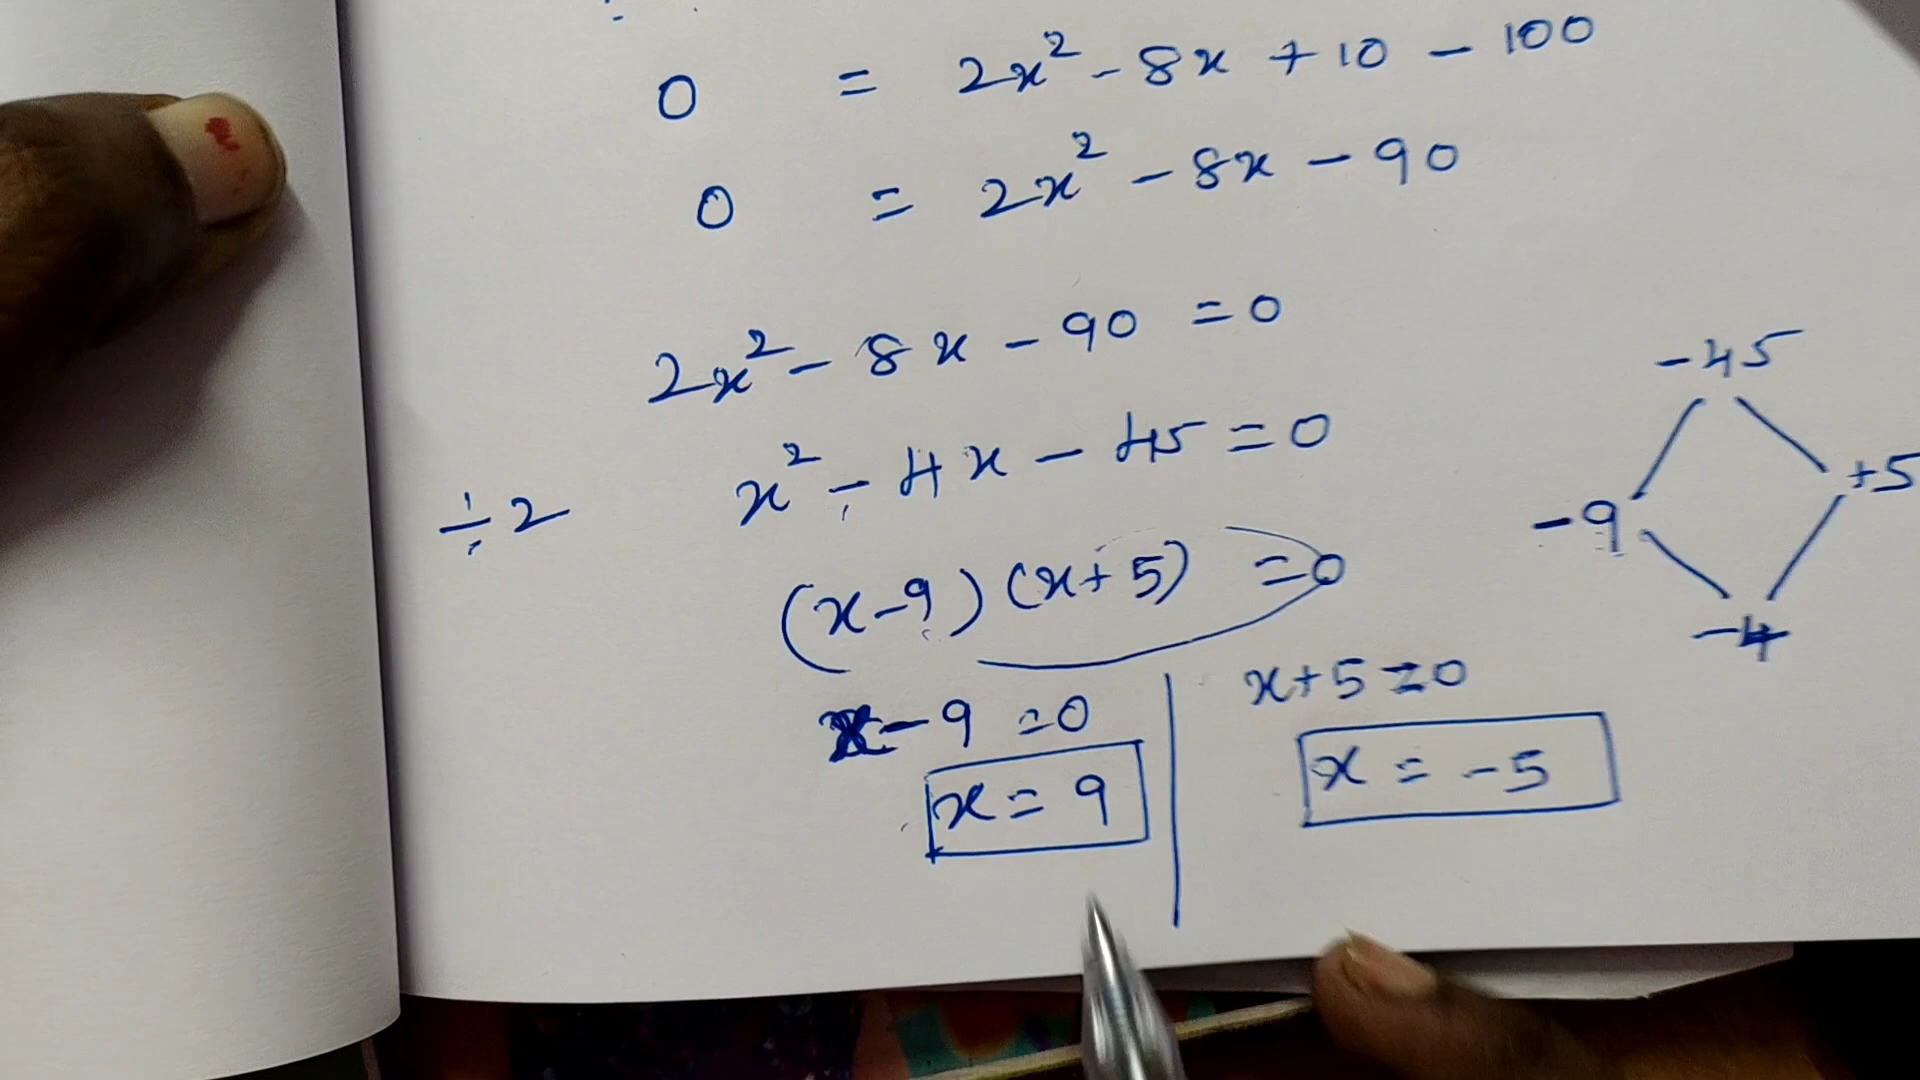 0 = 2x² - 8x + 10 - 100
0 = 2x² - 8x - 90
2x² - 8x - 90 = 0
÷2 x² - 4x - 45 = 0
(x-9)(x+5) = 0
x - 9 = 0
x = 9
x+5=0
x = -5
-45
-9 +5
-4